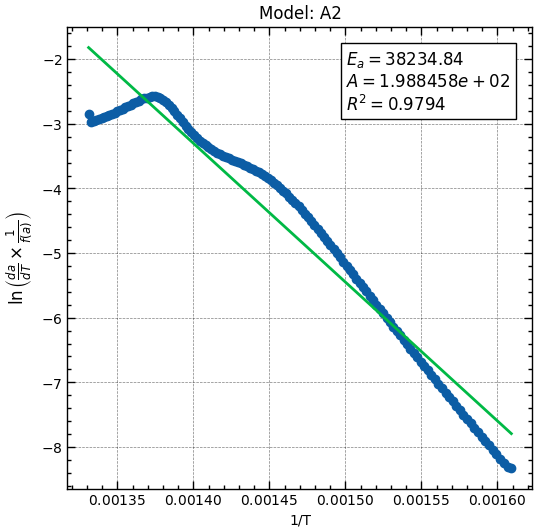 Model: A2
E_a = 38234.84
A = 1.988458e + 02
R² = 0.9794
−2
−3
−4
−5
−6
−7
−8
ln (da/dT × 1/f(a))
0.00135 0.00140 0.00145 0.00150 0.00155 0.00160
1/T